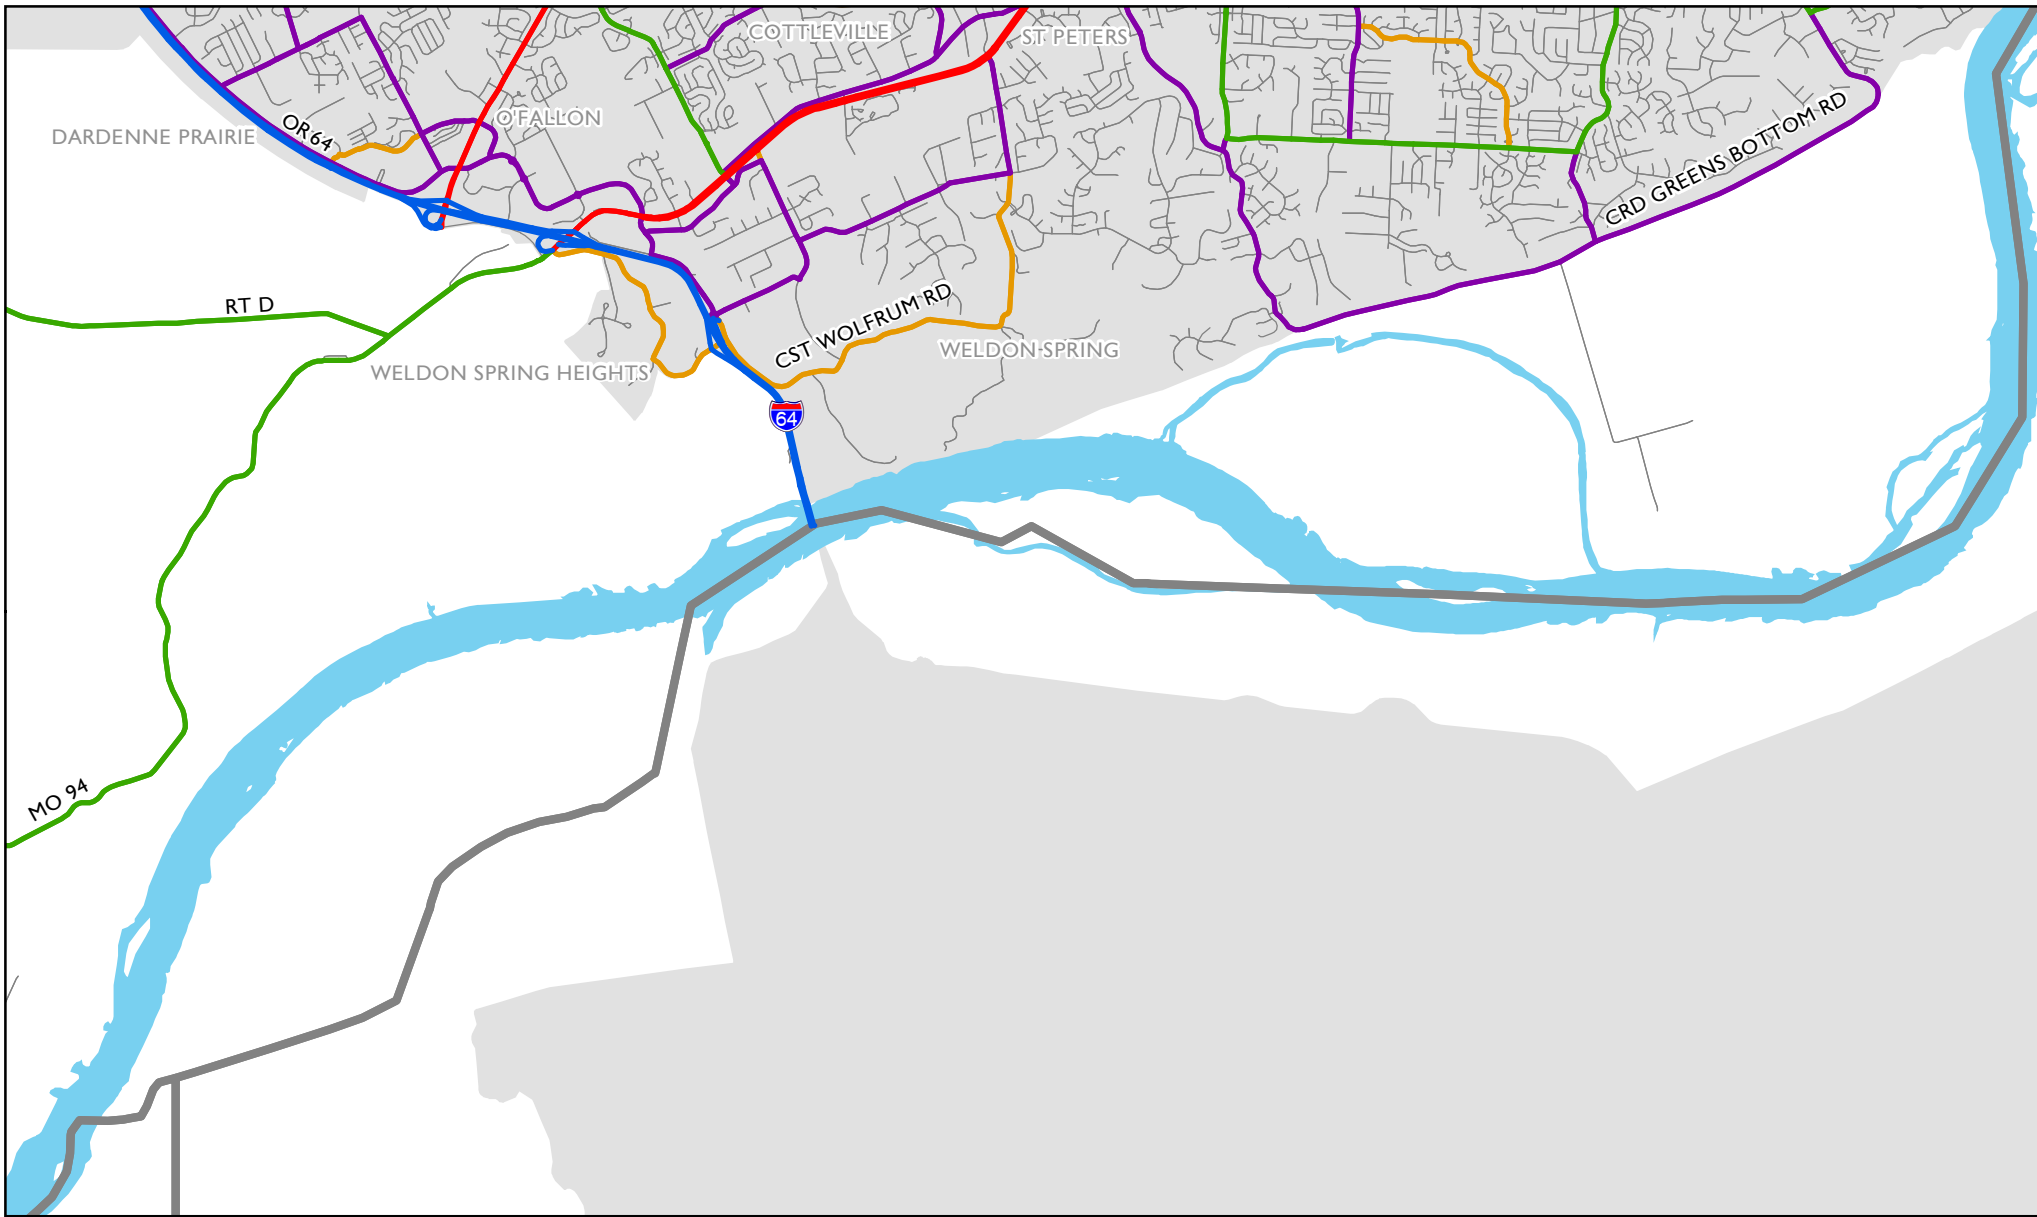 COTTLEVILLE
ST PETERS
O'FALLON
DARDENNE PRAIRIE
OR 64
CRD GREENS BOTTOM RD
RT D
CST WOLFRUM RD
WELDON SPRING
WELDON SPRING HEIGHTS
64
MO 94